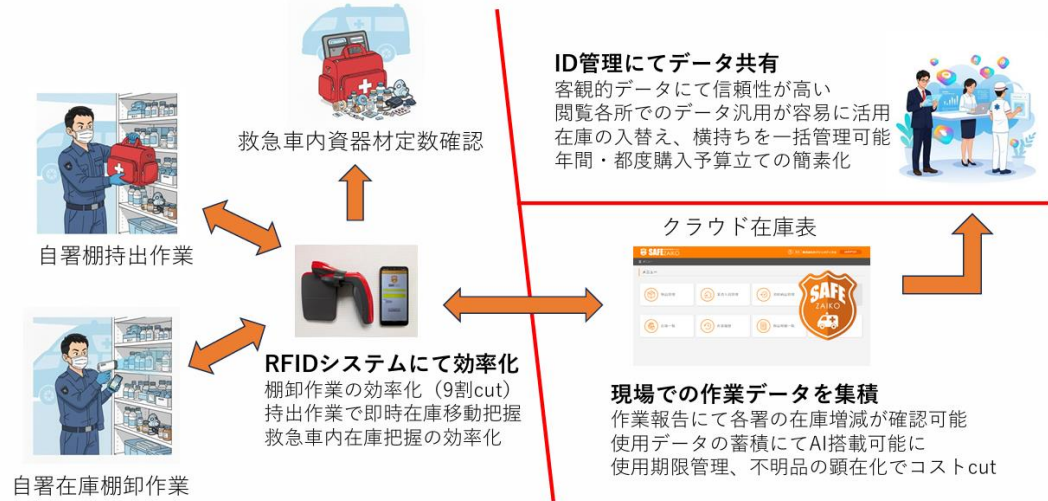 救急車内資器材定数確認
自署棚持出作業
自署在庫棚卸作業
RFIDシステムにて効率化
棚卸作業の効率化（9割cut）
持出作業で即時在庫移動把握
救急車内在庫把握の効率化
ID管理にてデータ共有
客観的データにて信頼性が高い
閲覧各所でのデータ汎用が容易に活用
在庫の入替え、横持ちを一括管理可能
年間・都度購入予算立ての簡素化
クラウド在庫表
SAFE ZAIKO
メニュー
SAFE
ZAIKO
現場での作業データを集積
作業報告にて各署の在庫増減が確認可能
使用データの蓄積にてAI搭載可能に
使用期限管理、不明品の顕在化でコストcut